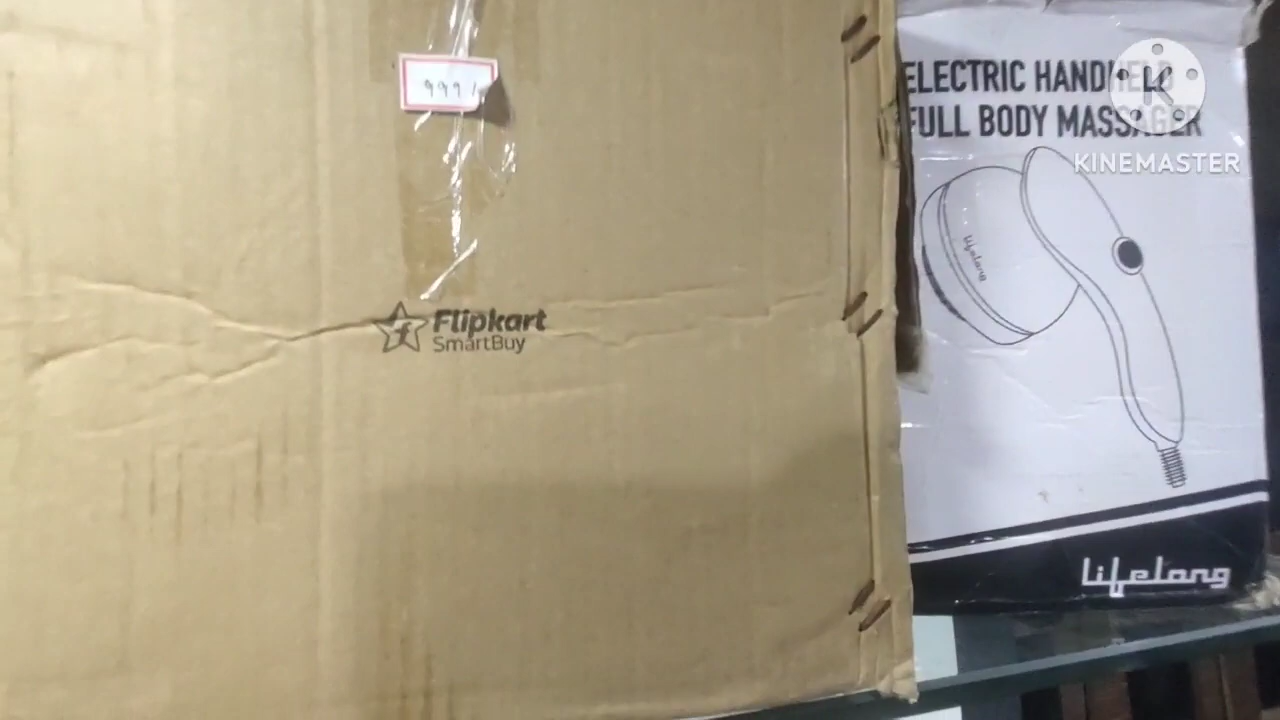 999/
Flipkart
SmartBuy
ELECTRIC HANDHELD
FULL BODY MASSAGER
lifelong
lifelong
K
KINEMASTER